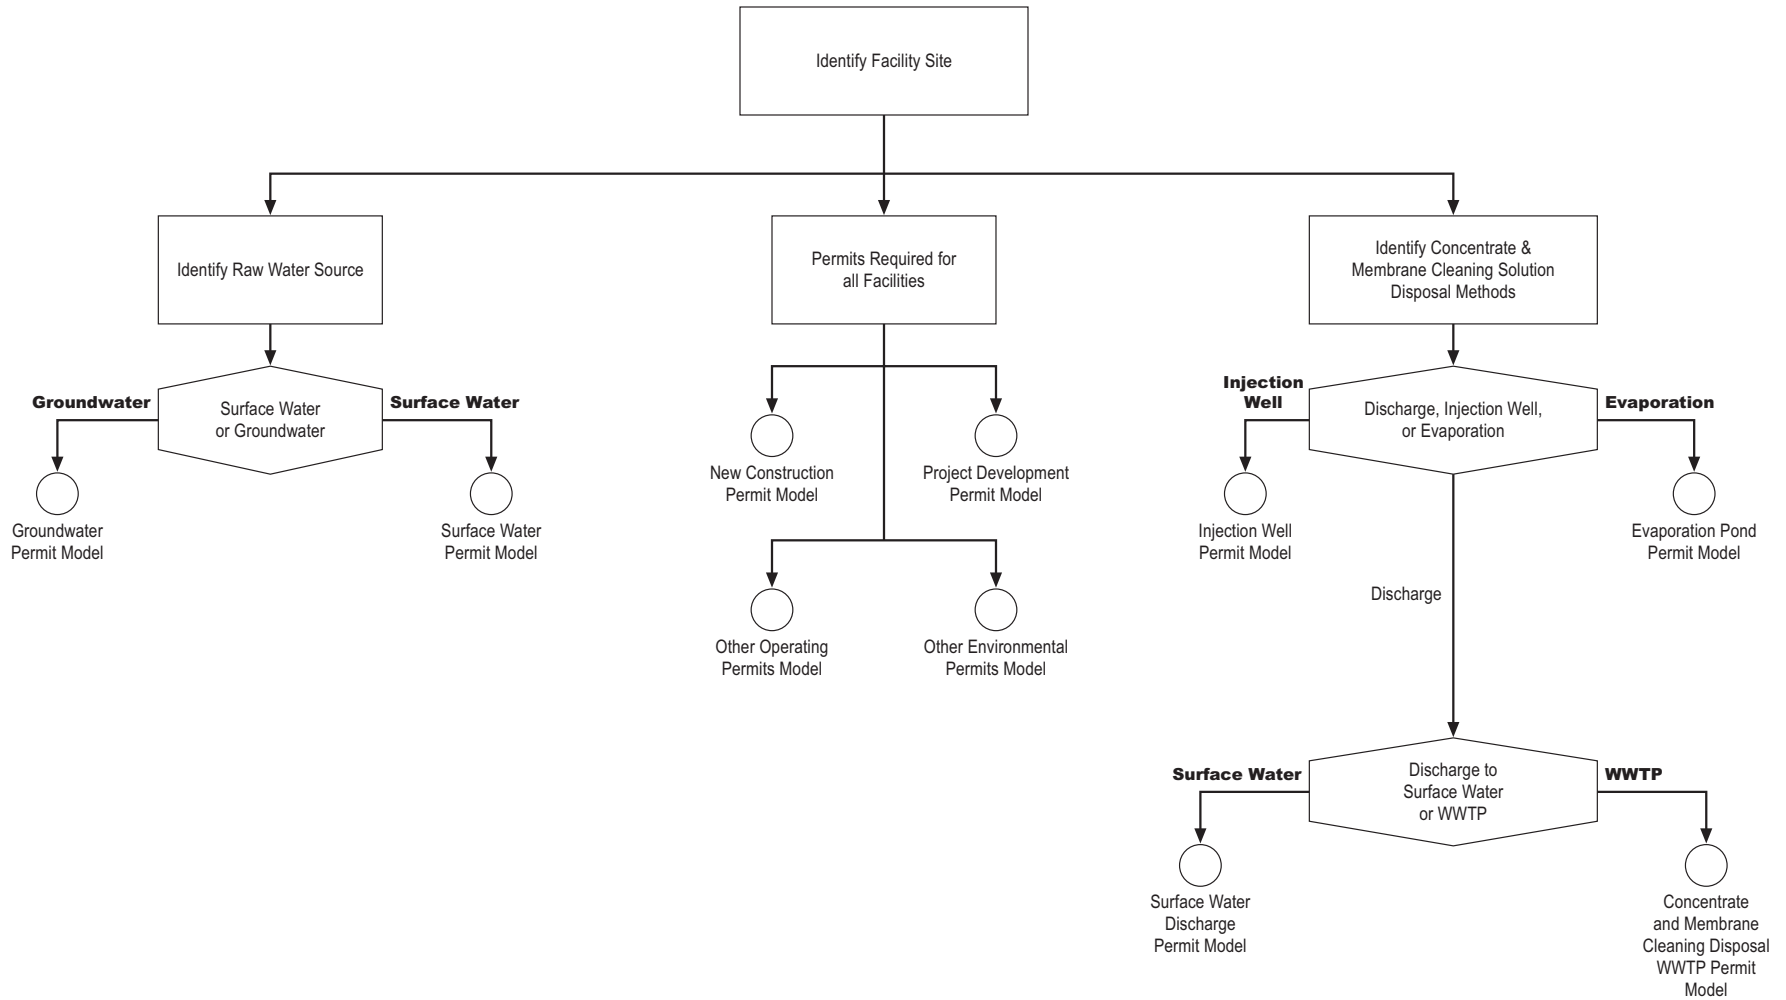 Identify Facility Site
Identify Raw Water Source
Permits Required for
all Facilities
Identify Concentrate &
Membrane Cleaning Solution
Disposal Methods
Groundwater
Surface Water
or Groundwater
Surface Water
Groundwater
Permit Model
Surface Water
Permit Model
New Construction
Permit Model
Project Development
Permit Model
Other Operating
Permits Model
Other Environmental
Permits Model
Injection
Well
Discharge, Injection Well,
or Evaporation
Evaporation
Injection Well
Permit Model
Evaporation Pond
Permit Model
Discharge
Surface Water
Discharge to
Surface Water
or WWTP
WWTP
Surface Water
Discharge
Permit Model
Concentrate
and Membrane
Cleaning Disposal
WWTP Permit
Model